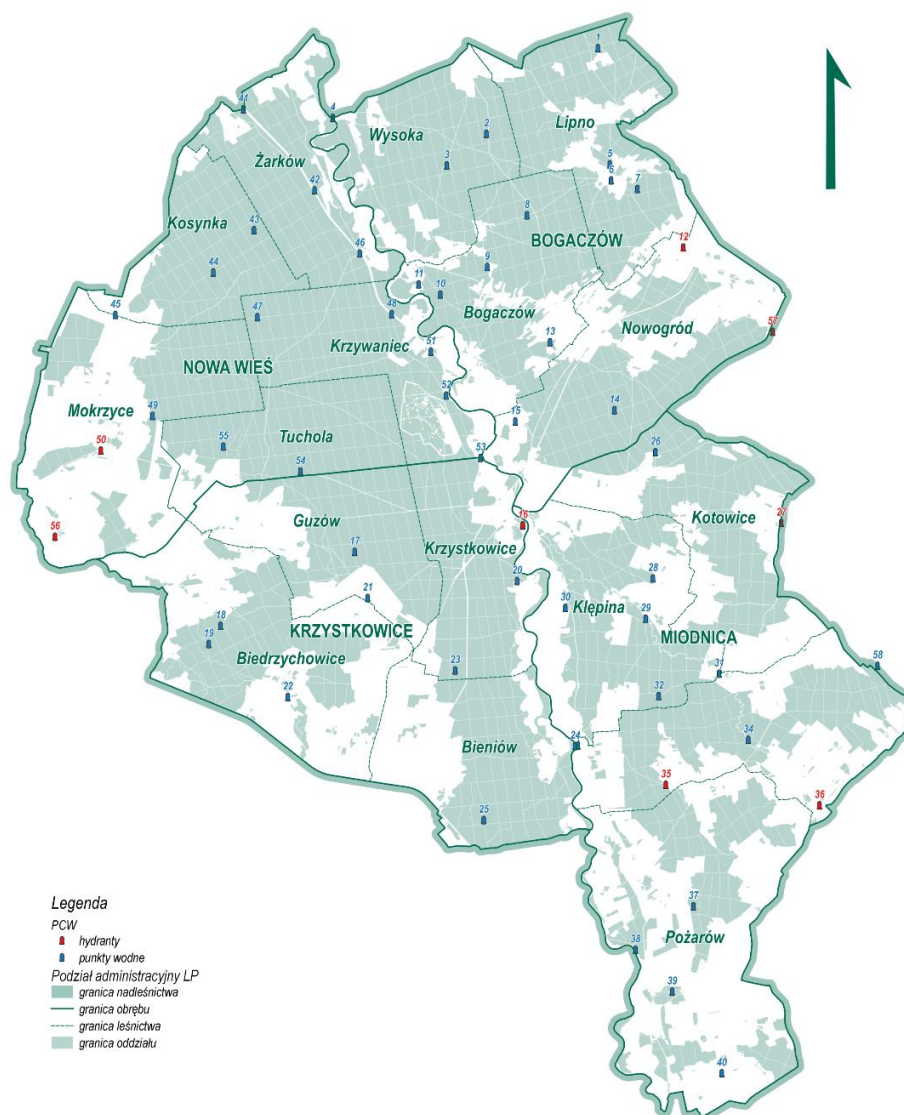 1
41
4
Wysoka
2
Lipno
Żarków
3
5
6
7
42
Kosynka
43
8
BOGACZÓW
12
46
9
44
11
10
45
47
48
Bogaczów
Nowogród
57
Krzywaniec
51
13
NOWA WIEŚ
52
Mokrzyce
49
14
15
50
55
Tuchola
54
53
26
56
Guzów
16
Kotowice
27
17
Krzystkowice
20
28
21
30
Klępina
29
18
KRZYSTKOWICE
MIODNICA
19
Biedrzychowice
23
31
58
22
32
24
34
Bieniów
35
36
25
37
Pożarów
38
39
40
Legenda
PCW
hydranty
punkty wodne
Podział administracyjny LP
granica nadleśnictwa
granica obrębu
granica leśnictwa
granica oddziału